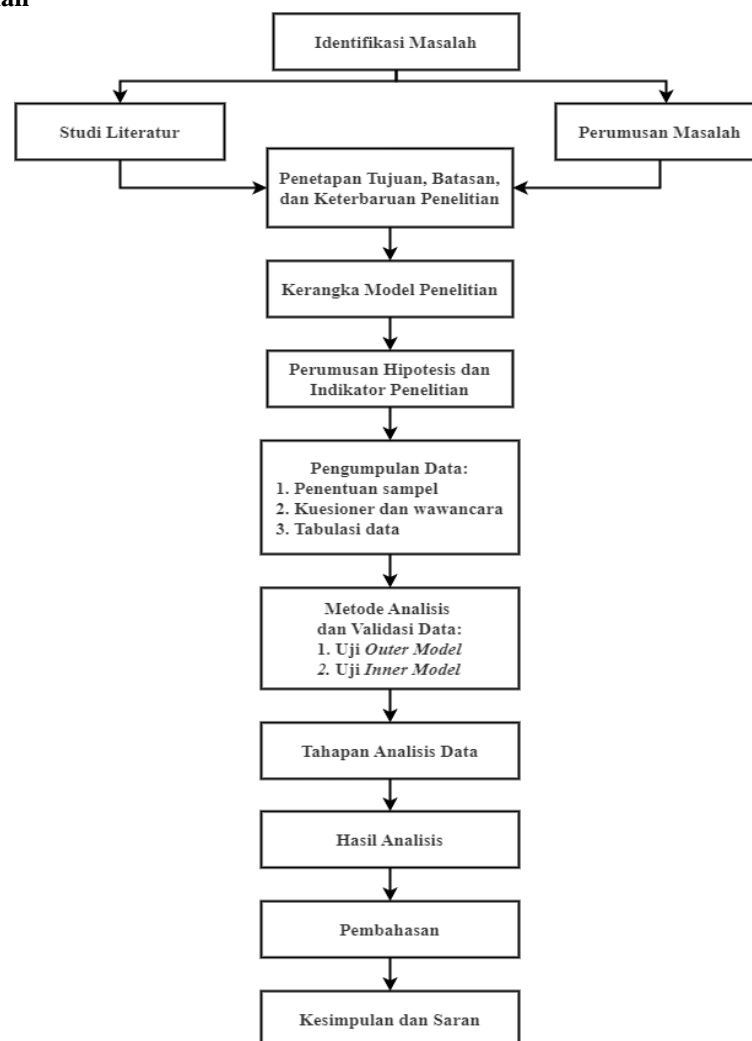 Identifikasi Masalah
Studi Literatur
Perumusan Masalah
Penetapan Tujuan, Batasan,
dan Keterbaruan Penelitian
Kerangka Model Penelitian
Perumusan Hipotesis dan
Indikator Penelitian
Pengumpulan Data:
1. Penentuan sampel
2. Kuesioner dan wawancara
3. Tabulasi data
Metode Analisis
dan Validasi Data:
1. Uji Outer Model
2. Uji Inner Model
Tahapan Analisis Data
Hasil Analisis
Pembahasan
Kesimpulan dan Saran